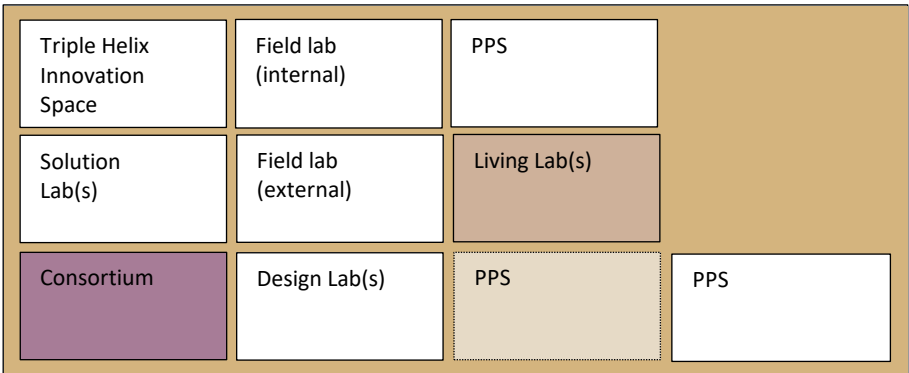 Triple Helix
Innovation
Space
Field lab
(internal)
PPS
Solution
Lab(s)
Field lab
(external)
Living Lab(s)
Consortium
Design Lab(s)
PPS
PPS